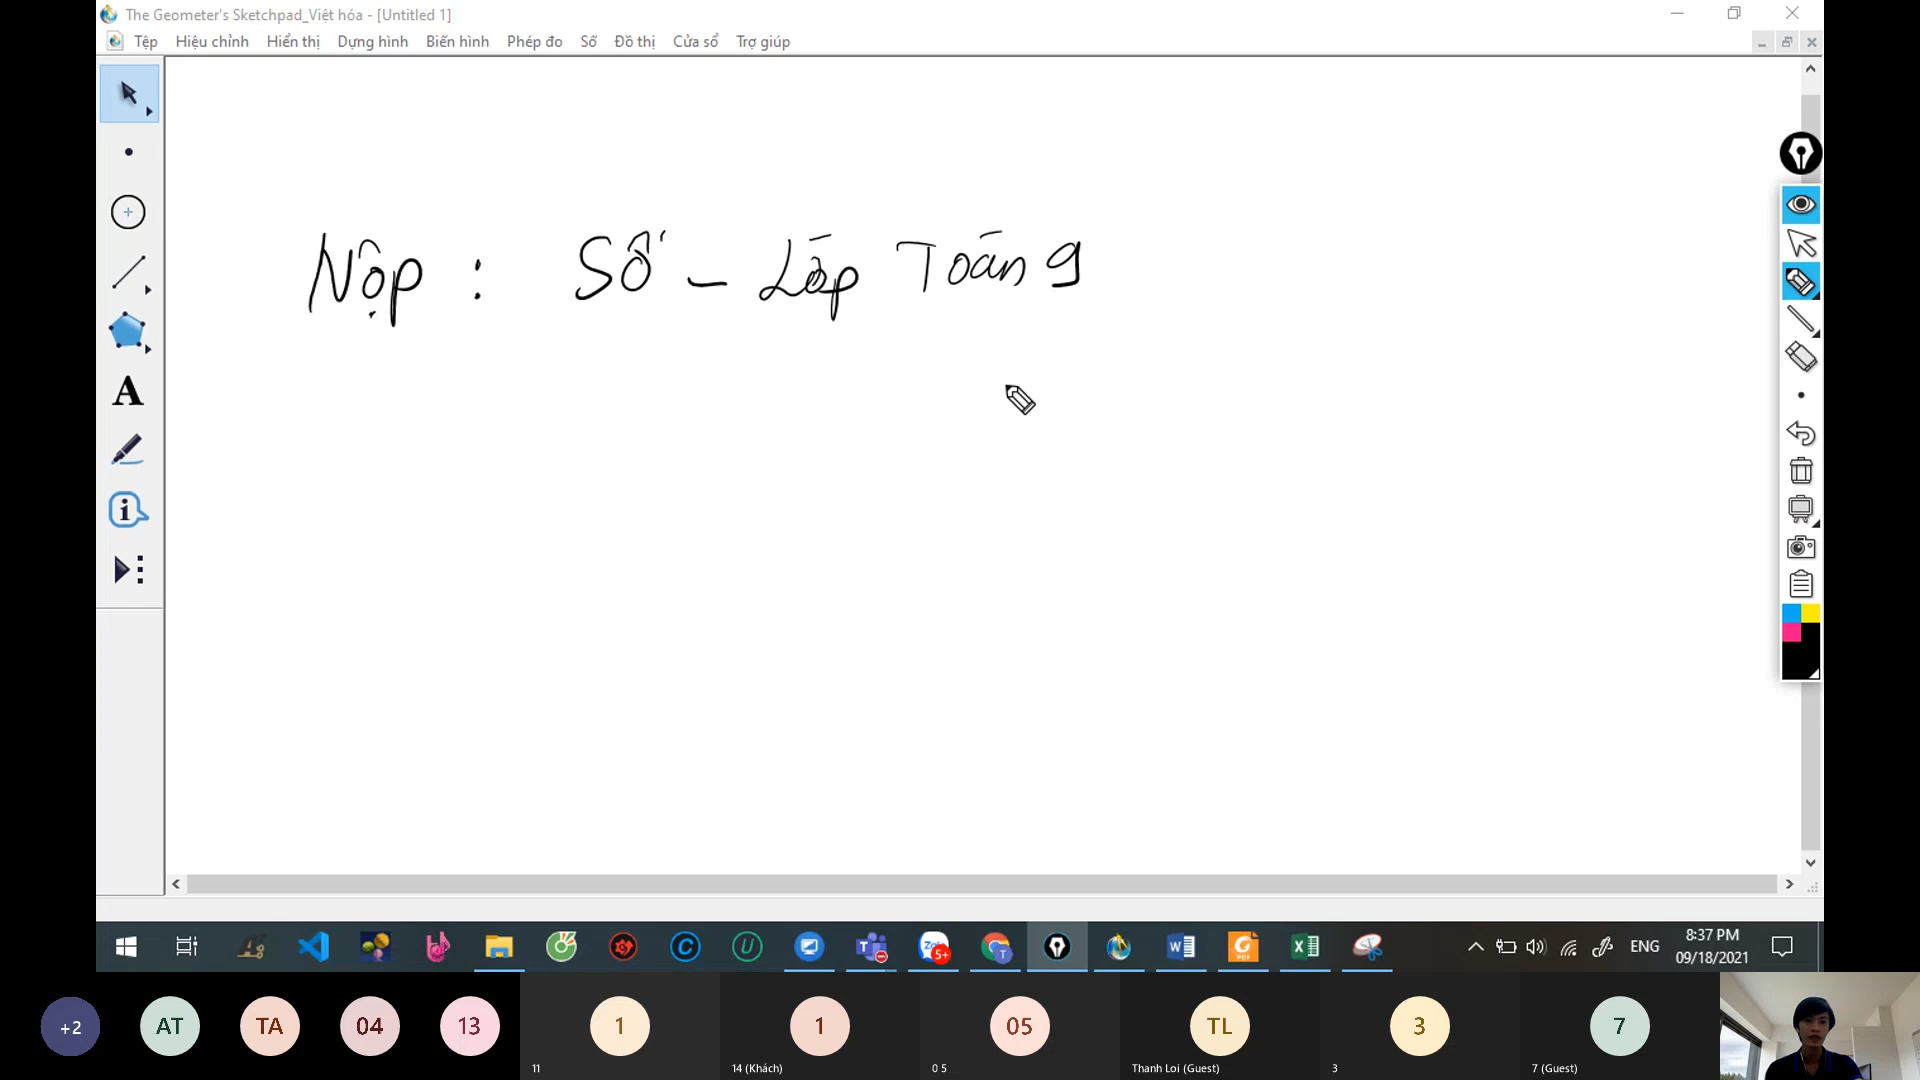 The Geometer's Sketchpad_Việt hóa - [Untitled 1]
Tệp Hiệu chỉnh Hiển thị Dựng hình Biến hình Phép đo Số Đồ thị Cửa sổ Trợ giúp
A
Nộp : Số - Lớp Toán 9
ENG
8:37 PM
09/18/2021
+2 AT TA 04 13 1 1 05 TL 3 7
11 14 (Khách) 0 5 Thanh Loi (Guest) 3 7 (Guest)